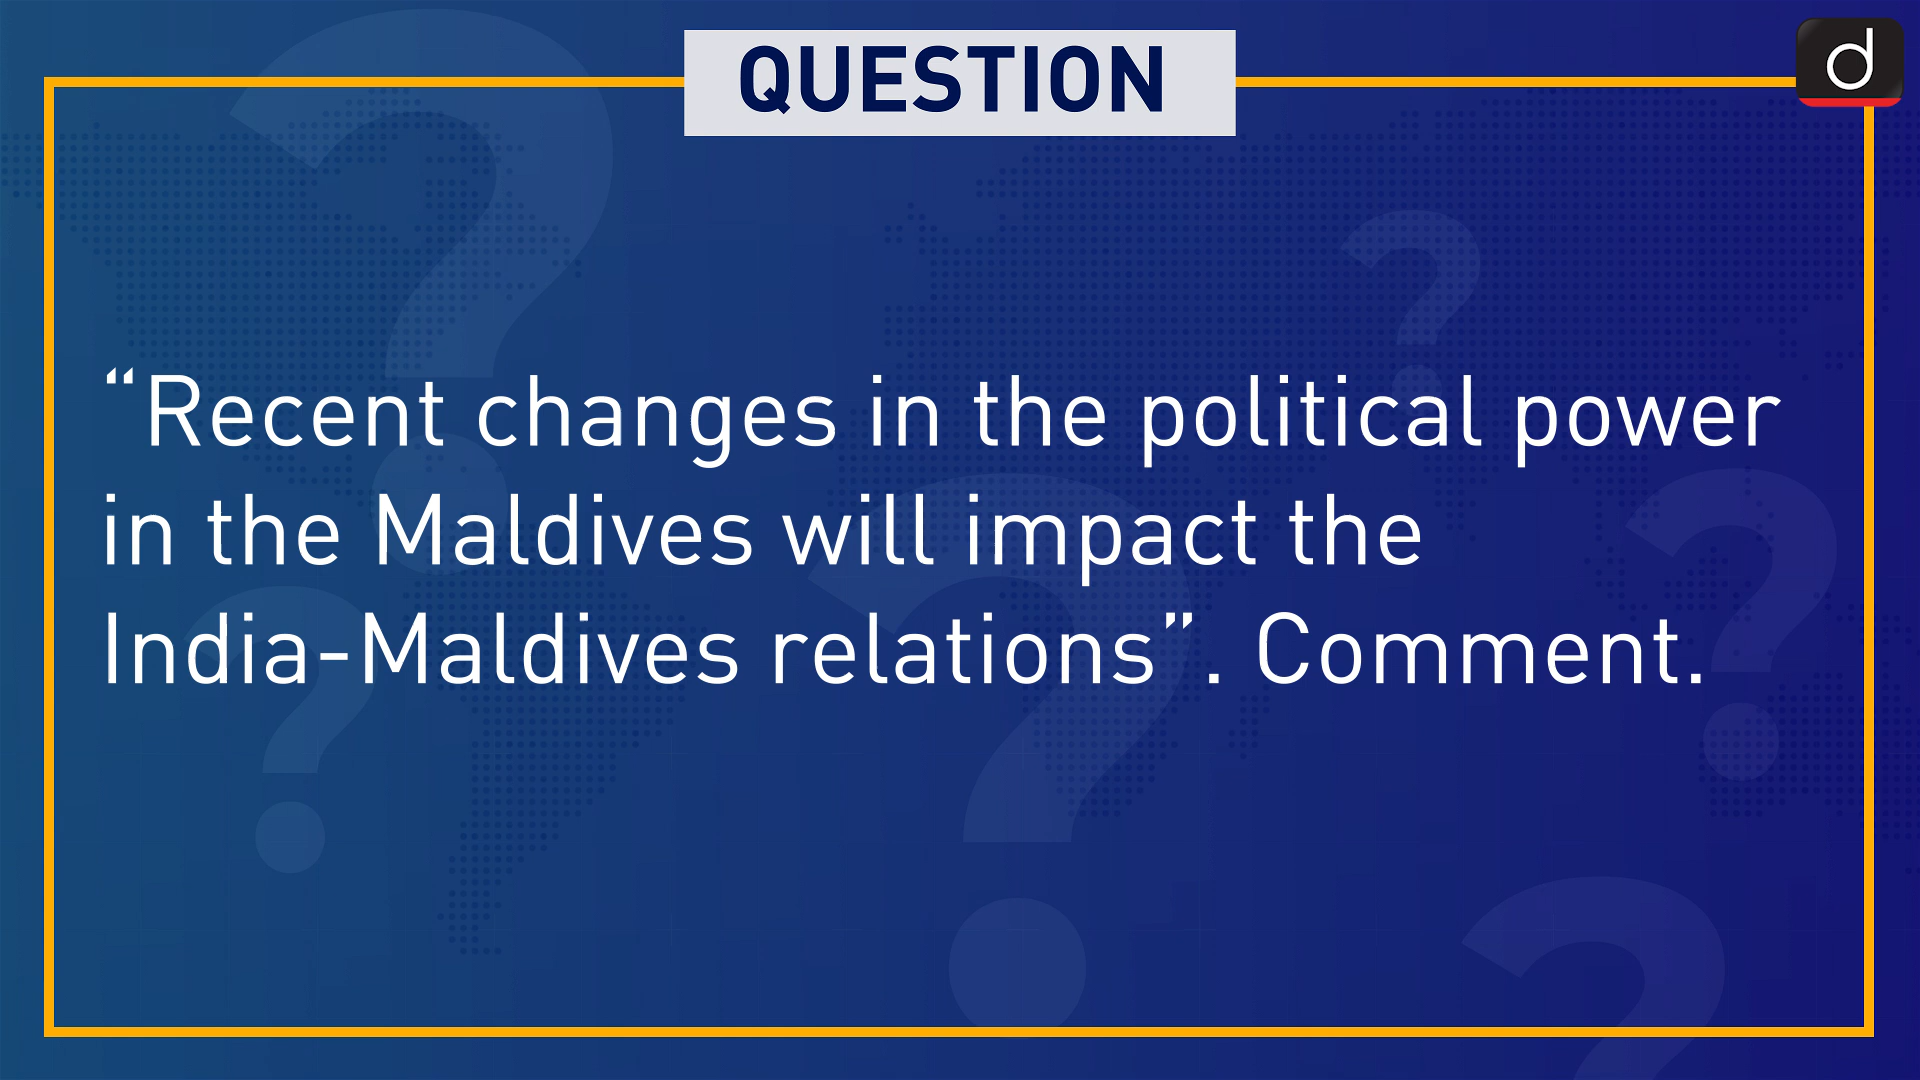 QUESTION
d
“Recent changes in the political power
in the Maldives will impact the
India-Maldives relations”. Comment.